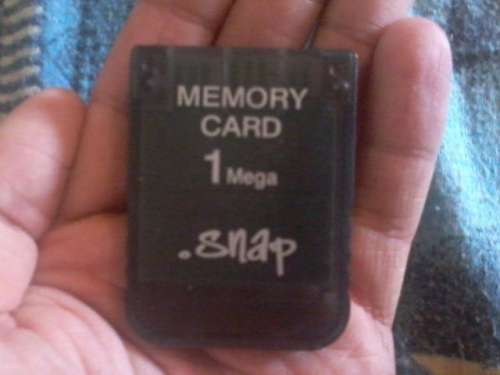 MEMORY
CARD
1 Mega
.snap